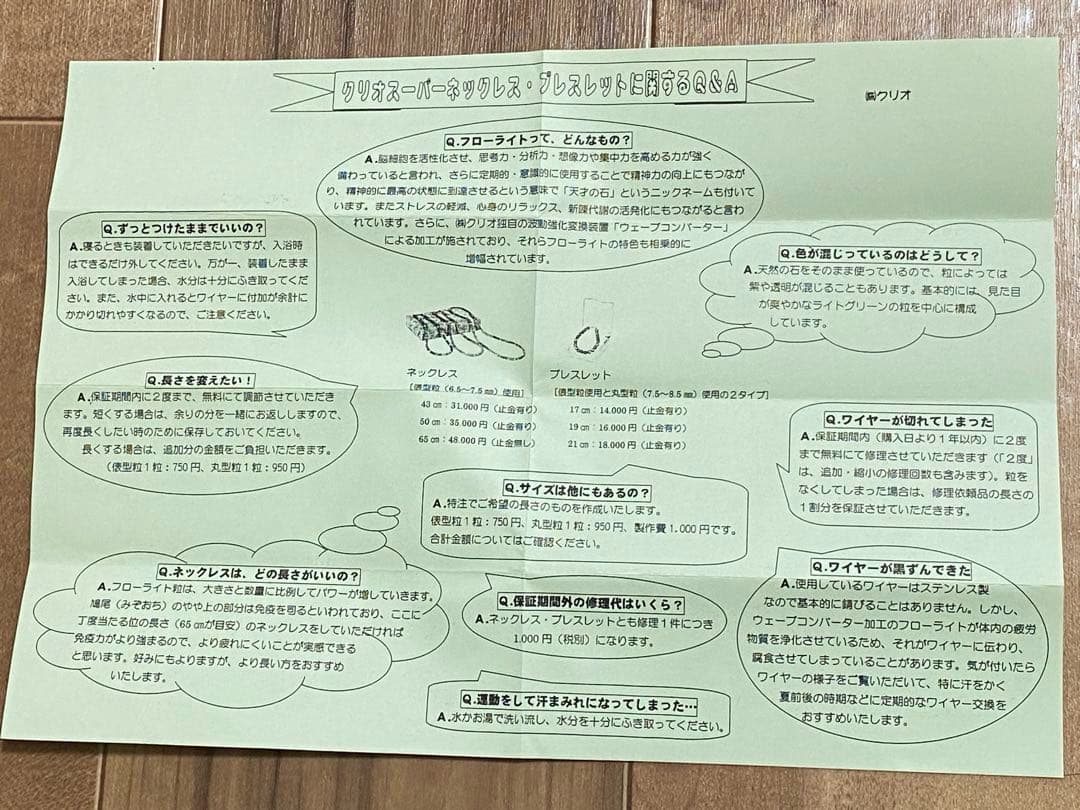 クリオスーパーネックレス・ブレスレットに関するQ&A
㈱クリオ
Q.フローライトって、どんなもの？
A.脳細胞を活性化させ、思考力・分析力・想像力や集中力を高める力が強く
備わっていると言われ、さらに定期的・意識的に使用することで精神力の向上にもつなが
り、精神的に最高の状態に到達させるという意味で「天才の石」というニックネームも付いて
います。またストレスの軽減、心身のリラックス、新陳代謝の活発化にもつながると言わ
れています。さらに、㈱クリオ独自の波動強化変換装置「ウェーブコンバーター」
による加工が施されており、それらフローライトの特色も相乗的に
増幅されています。
Q.ずっとつけたままでいいの？
A.寝るときも装着していただきたいですが、入浴時
はできるだけ外してください。万が一、装着したまま
入浴してしまった場合、水分は十分にふき取ってくだ
さい。また、水中に入れるとワイヤーに付加が余計に
かかり切れやすくなるので、ご注意ください。
Q.色が混じっているのはどうして？
A.天然の石をそのまま使っているので、粒によっては
紫や透明が混じることもあります。基本的には、見た目
が爽やかなライトグリーンの粒を中心に構成
しています。
ネックレス
[俵型粒（6.5～7.5㎜）使用]
43㎝：31.000円（止金有り）
50㎝：35.000円（止金有り）
65㎝：48.000円（止金無し）
ブレスレット
[俵型粒使用と丸型粒（7.5～8.5㎜）使用の2タイプ]
17㎝：14.000円（止金有り）
19㎝：16.000円（止金有り）
21㎝：18.000円（止金有り）
Q.長さを変えたい！
A.保証期間内に2度まで、無料にて調節させていただき
ます。短くする場合は、余りの分を一緒にお返ししますので、
再度長くしたい時のために保存しておいてください。
長くする場合は、追加分の金額をご負担いただきます。
（俵型粒1粒：750円、丸型粒1粒：950円）
Q.ワイヤーが切れてしまった
A.保証期間内（購入日より1年以内）に2度
まで無料にて修理させていただきます（「2度」
は、追加・縮小の修理回数も含みます）。粒を
なくしてしまった場合は、修理依頼品の長さの
1割分を保証させていただきます。
Q.サイズは他にもあるの？
A.特注でご希望の長さのものを作成いたします。
俵型粒1粒：750円、丸型粒1粒：950円、製作費1.000円です。
合計金額についてはご確認ください。
Q.ネックレスは、どの長さがいいの？
A.フローライト粒は、大きさと数量に比例してパワーが増していきます。
鳩尾（みぞおち）のやや上の部分は免疫を司るといわれており、ここに
丁度当たる位の長さ（65㎝が目安）のネックレスをしていただければ
免疫力がより強まるので、より疲れにくいことが実感できる
と思います。好みにもよりますが、より長い方をおすすめ
いたします。
Q.保証期間外の修理代はいくら？
A.ネックレス・ブレスレットとも修理1件につき
1.000円（税別）になります。
Q.ワイヤーが黒ずんできた
A.使用しているワイヤーはステンレス製
なので基本的に錆びることはありません。しかし、
ウェーブコンバーター加工のフローライトが体内の疲労
物質を浄化させているため、それがワイヤーに伝わり、
腐食させてしまっていることがあります。気が付いたら
ワイヤーの様子をご覧いただいて、特に汗をかく
夏前後の時期などに定期的なワイヤー交換を
おすすめいたします。
Q.運動をして汗まみれになってしまった…
A.水かお湯で洗い流し、水分を十分にふき取ってください。